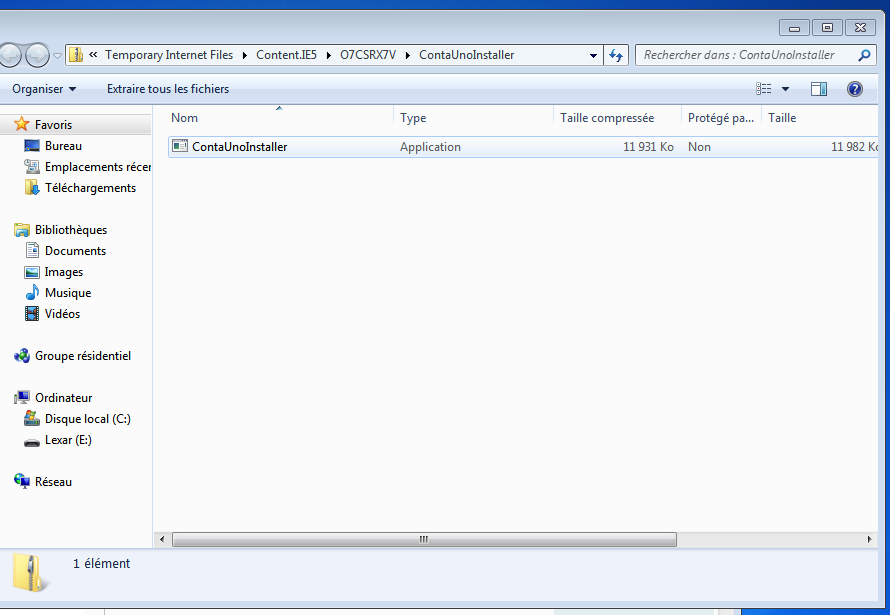 « Temporary Internet Files ▸ Content.IE5 ▸ O7CSRX7V ▸ ContaUnoInstaller
Rechercher dans : ContaUnoInstaller
Organiser Extraire tous les fichiers
Nom Type Taille compressée Protégé pa... Taille
ContaUnoInstaller Application 11 931 Ko Non 11 982 Ko
Favoris
Bureau
Emplacements récen
Téléchargements
Bibliothèques
Documents
Images
Musique
Vidéos
Groupe résidentiel
Ordinateur
Disque local (C:)
Lexar (E:)
Réseau
1 élément